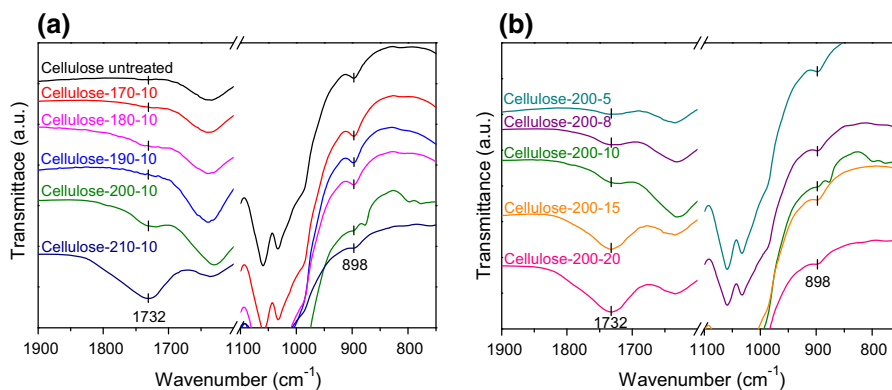 (a)
Transmittace (a.u.)
Cellulose untreated
Cellulose-170-10
Cellulose-180-10
Cellulose-190-10
Cellulose-200-10
Cellulose-210-10
1732
898
1900 1800 1700 1100 1000 900 800
Wavenumber (cm-1)
(b)
Transmittance (a.u.)
Cellulose-200-5
Cellulose-200-8
Cellulose-200-10
Cellulose-200-15
Cellulose-200-20
1732
898
1900 1800 1700 1100 1000 900 800
Wavenumber (cm-1)